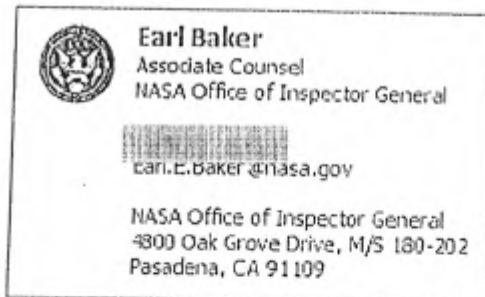 Earl Baker
Associate Counsel
NASA Office of Inspector General
Earl.E.Baker@nasa.gov
NASA Office of Inspector General
4800 Oak Grove Drive, M/S 180-202
Pasadena, CA 91109